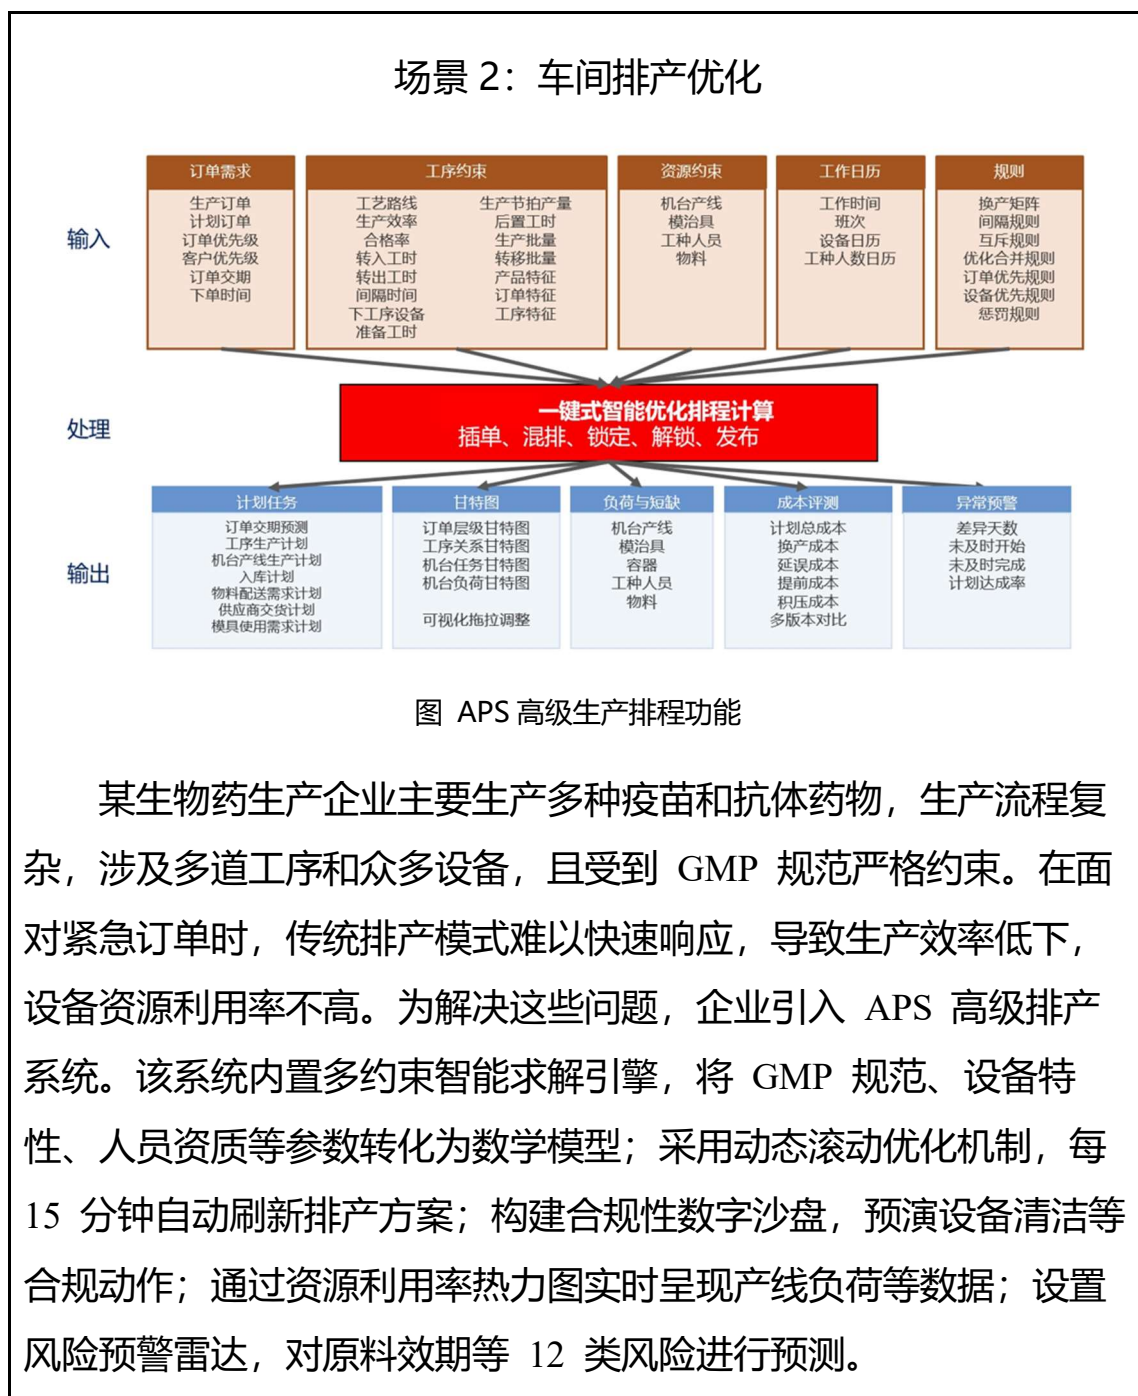 场景 2：车间排产优化
输入
订单需求
生产订单
计划订单
订单优先级
客户优先级
订单交期
下单时间
工序约束
工艺路线
生产效率
合格率
转入工时
转出工时
间隔时间
下工序设备
准备工时
生产节拍产量
后置工时
生产批量
转移批量
产品特征
订单特征
工序特征
资源约束
机台产线
模治具
工种人员
物料
工作日历
工作时间
班次
设备日历
工种人数日历
规则
换产矩阵
间隔规则
互斥规则
优化合并规则
订单优先规则
设备优先规则
惩罚规则
处理
一键式智能优化排程计算
插单、混排、锁定、解锁、发布
输出
计划任务
订单交期预测
工序生产计划
机台产线生产计划
入库计划
物料配送需求计划
供应商交货计划
模具使用需求计划
甘特图
订单层级甘特图
工序关系甘特图
机台任务甘特图
机台负荷甘特图
可视化拖拉调整
负荷与短缺
机台产线
模治具
容器
工种人员
物料
成本评测
计划总成本
换产成本
延误成本
提前成本
积压成本
多版本对比
异常预警
差异天数
未及时开始
未及时完成
计划达成率
图 APS 高级生产排程功能
某生物药生产企业主要生产多种疫苗和抗体药物，生产流程复
杂，涉及多道工序和众多设备，且受到 GMP 规范严格约束。在面
对紧急订单时，传统排产模式难以快速响应，导致生产效率低下，
设备资源利用率不高。为解决这些问题，企业引入 APS 高级排产
系统。该系统内置多约束智能求解引擎，将 GMP 规范、设备特
性、人员资质等参数转化为数学模型；采用动态滚动优化机制，每
15 分钟自动刷新排产方案；构建合规性数字沙盘，预演设备清洁等
合规动作；通过资源利用率热力图实时呈现产线负荷等数据；设置
风险预警雷达，对原料效期等 12 类风险进行预测。